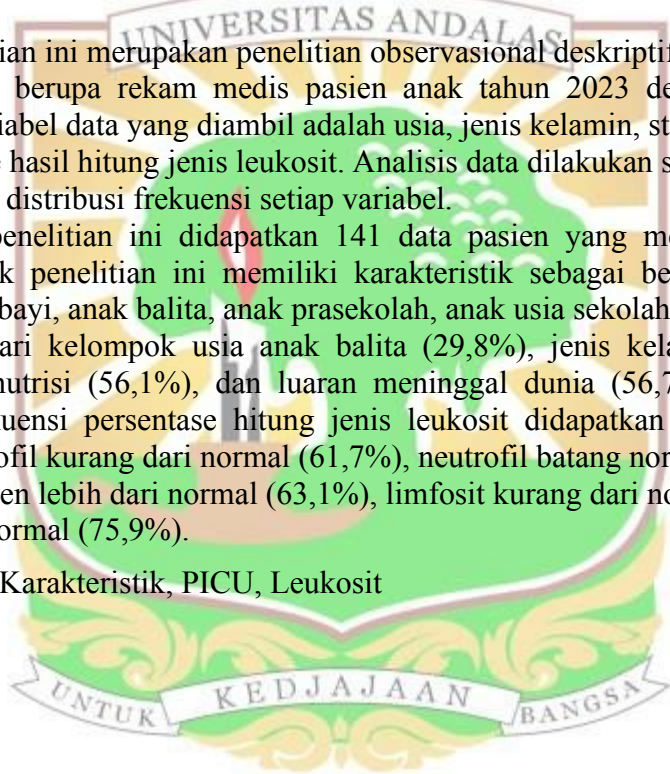 UNIVERSITAS ANDALAS
ian ini merupakan penelitian observasional deskriptif
berupa rekam medis pasien anak tahun 2023 de
iabel data yang diambil adalah usia, jenis kelamin, st
hasil hitung jenis leukosit. Analisis data dilakukan s
distribusi frekuensi setiap variabel.
penelitian ini didapatkan 141 data pasien yang m
k penelitian ini memiliki karakteristik sebagai be
bayi, anak balita, anak prasekolah, anak usia sekolah
ari kelompok usia anak balita (29,8%), jenis kela
nutrisi (56,1%), dan luaran meninggal dunia (56,7
kuensi persentase hitung jenis leukosit didapatkan
ofil kurang dari normal (61,7%), neutrofil batang nor
en lebih dari normal (63,1%), limfosit kurang dari no
ormal (75,9%).
Karakteristik, PICU, Leukosit
UNTUK KEDJAJAAN BANGSA